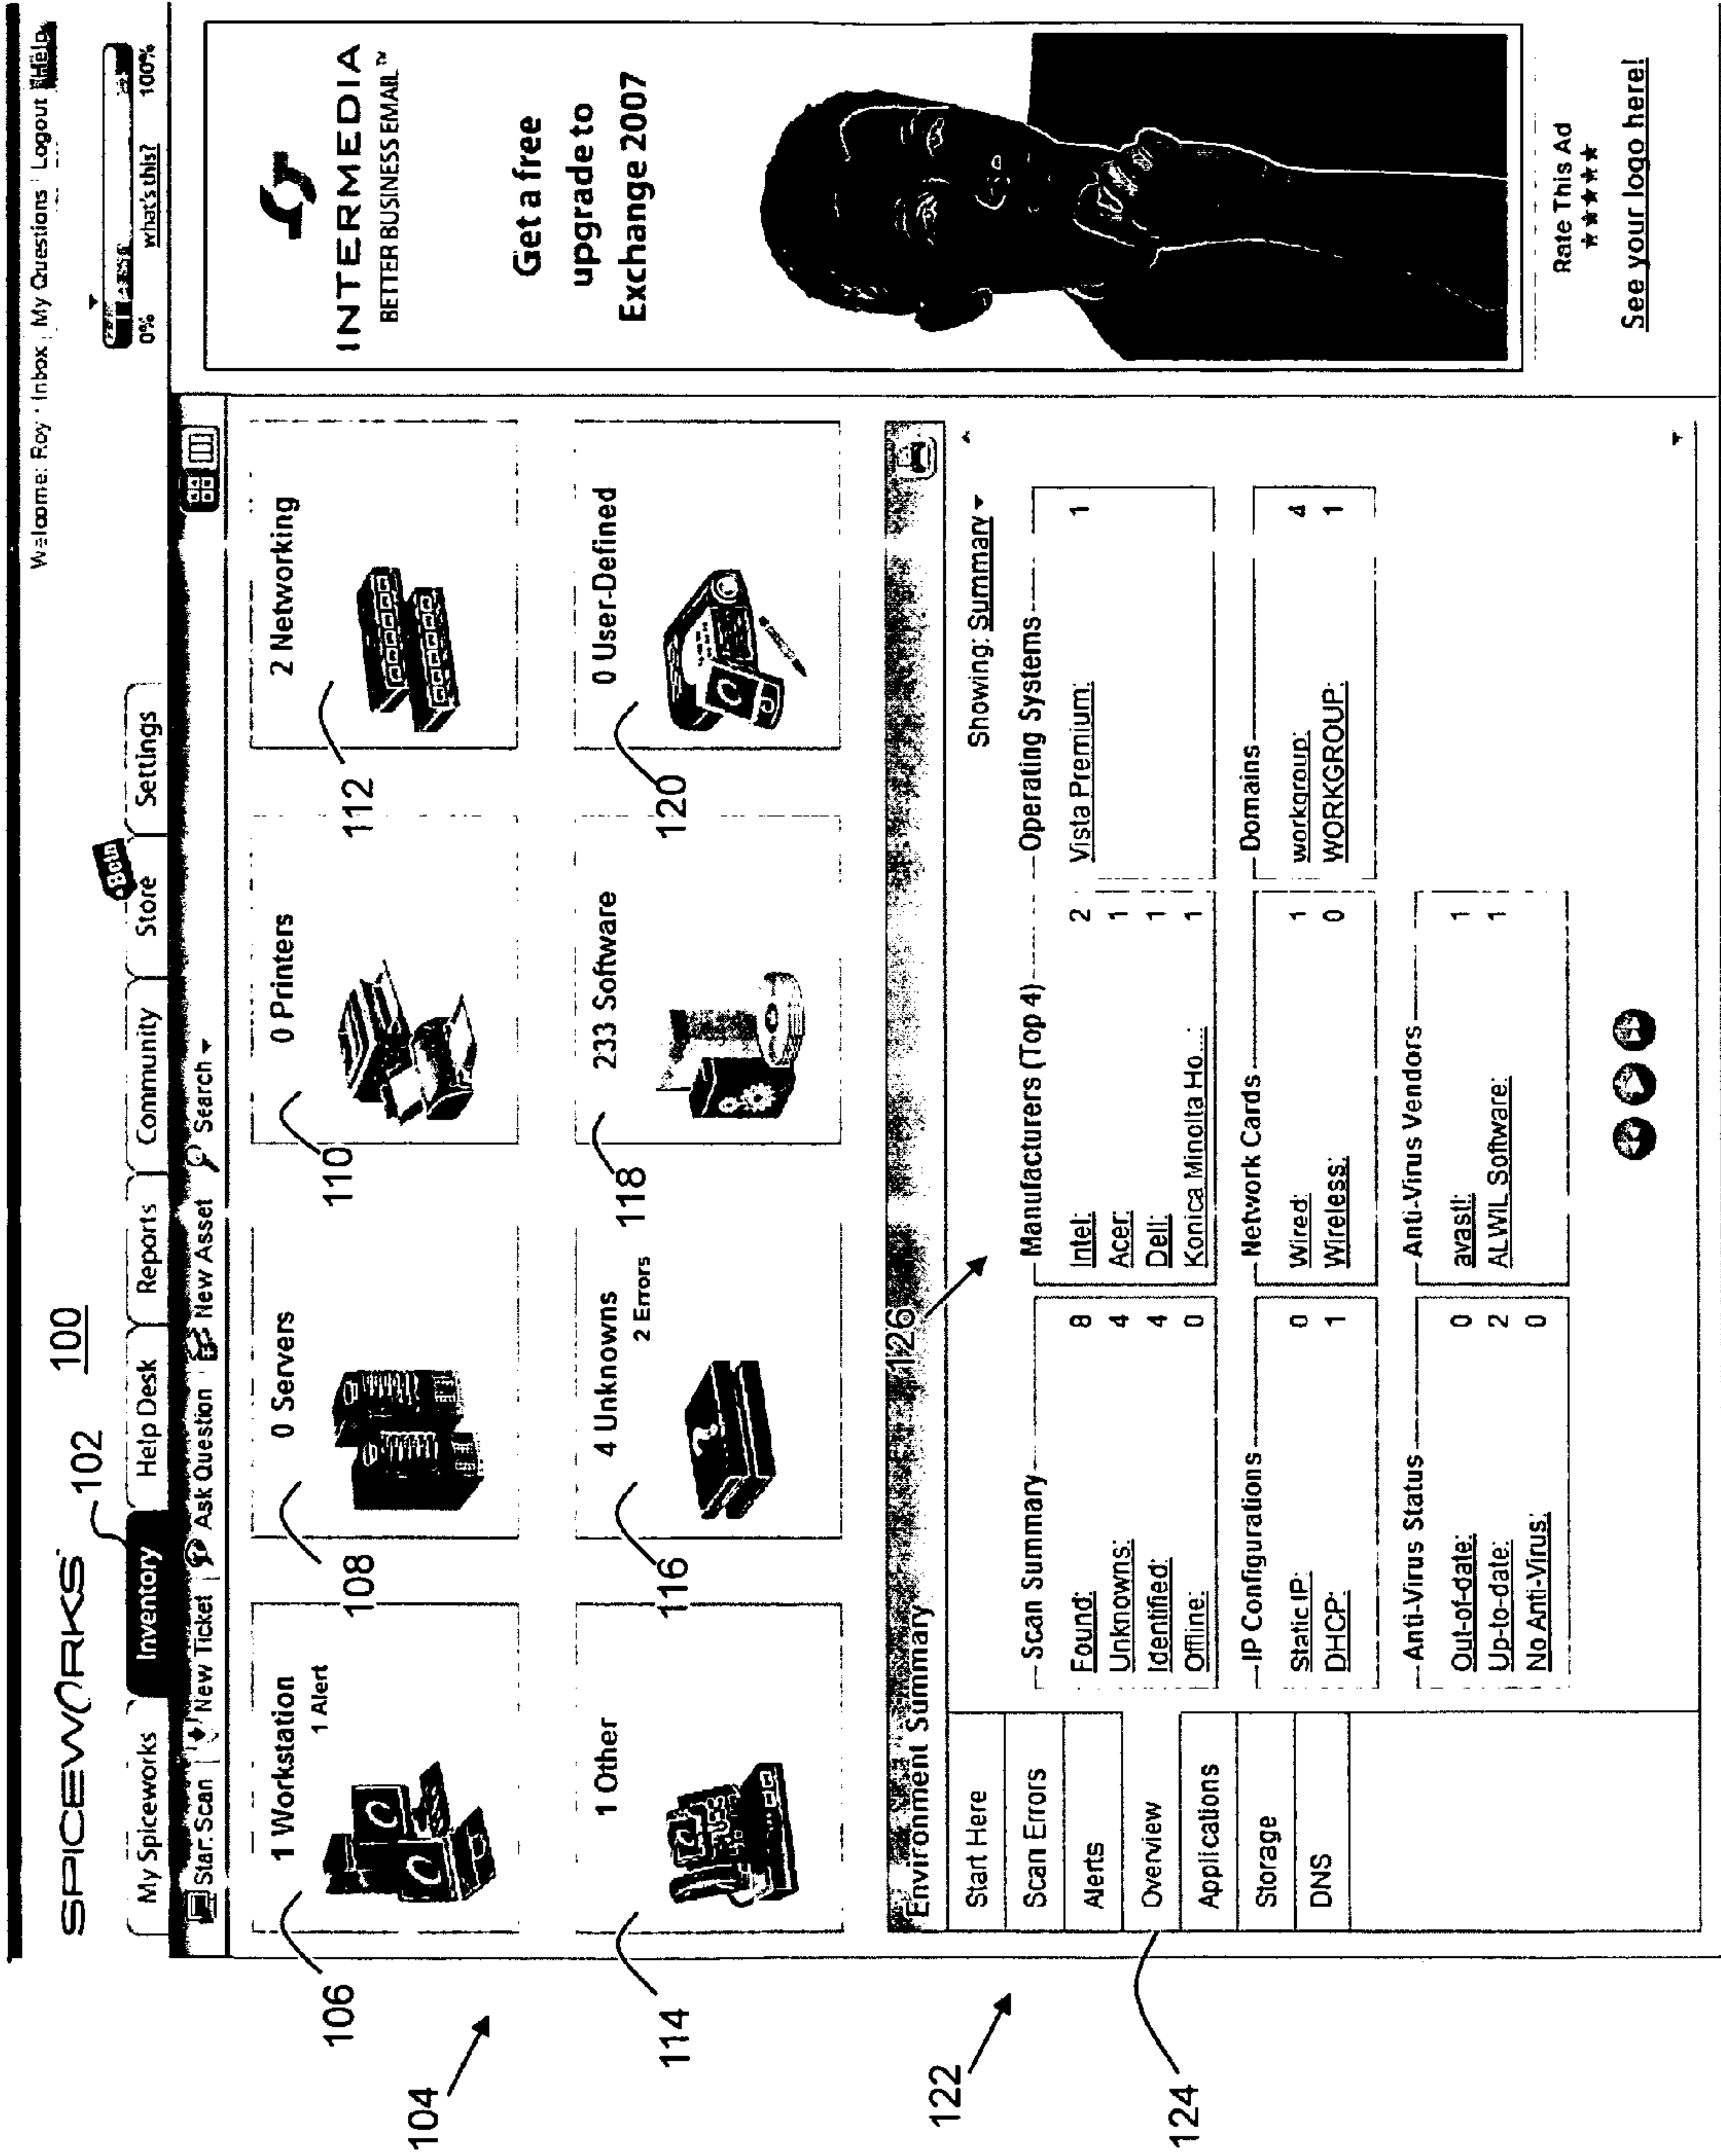 Welcome: Roy Inbox My Questions Logout Help
SPICEWORKS 100
102
0% what's this? 100%
My Spiceworks Inventory Help Desk Reports Community Store Beta Settings
Start Scan New Ticket Ask Question New Asset Search
1 Workstation
1 Alert
0 Servers
0 Printers
2 Networking
106 108 110 112
104
1 Other
4 Unknowns
2 Errors
233 Software
0 User-Defined
114 116 118 120
INTERMEDIA
BETTER BUSINESS EMAIL™
Get a free
upgrade to
Exchange 2007
Rate This Ad
See your logo here!
Environment Summary
126
122
124
Showing: Summary
Start Here
Scan Errors
Alerts
Overview
Applications
Storage
DNS
Scan Summary
Found: 8
Unknowns: 4
Identified: 4
Offline: 0
Manufacturers (Top 4)
Intel: 2
Acer: 1
Dell: 1
Konica Minolta Ho...: 1
Operating Systems
Vista Premium: 1
IP Configurations
Static IP: 0
DHCP: 1
Network Cards
Wired: 1
Wireless: 0
Domains
workgroup: 4
WORKGROUP: 1
Anti-Virus Status
Out-of-date: 0
Up-to-date: 2
No Anti-Virus: 0
Anti-Virus Vendors
avast!: 1
ALWIL Software: 1